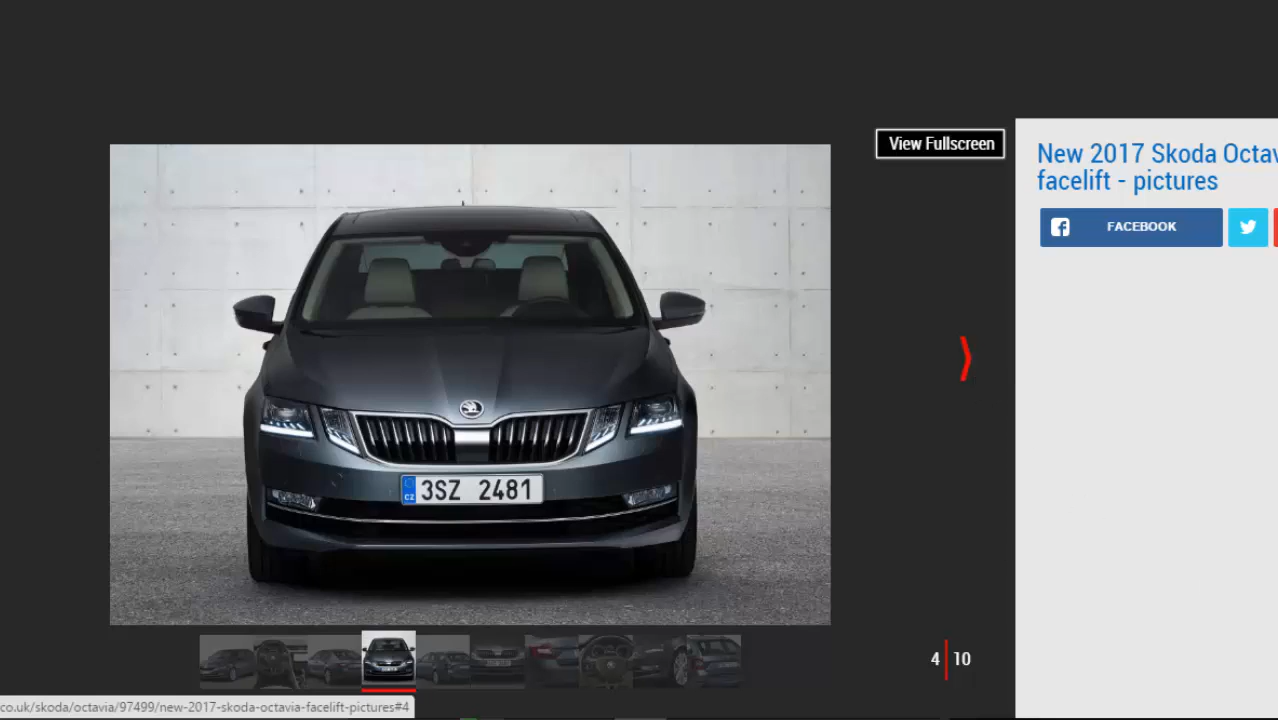 View Fullscreen
New 2017 Skoda Octav
facelift - pictures
FACEBOOK
CZ
3SZ 2481
4 10
co.uk/skoda/octavia/97499/new-2017-skoda-octavia-facelift-pictures#4